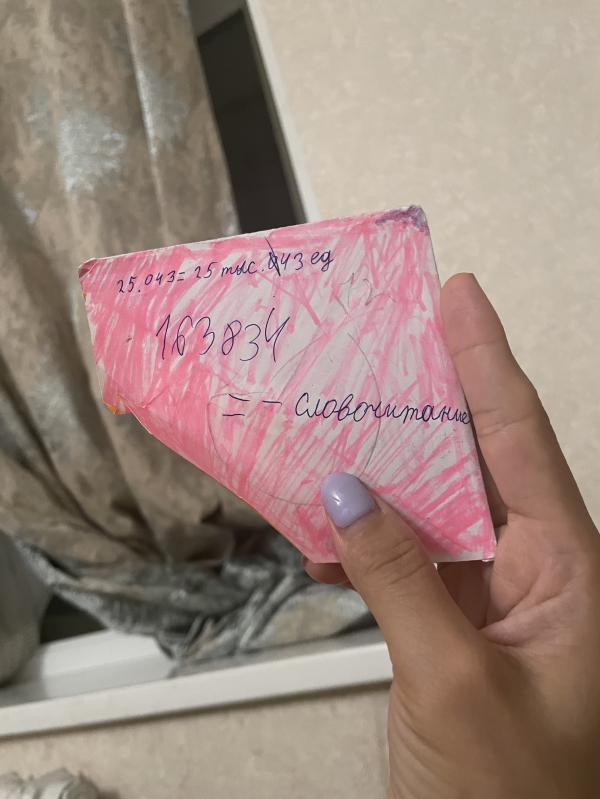 25.043 = 25 тыс. 043 ед
163834
= - словочитание